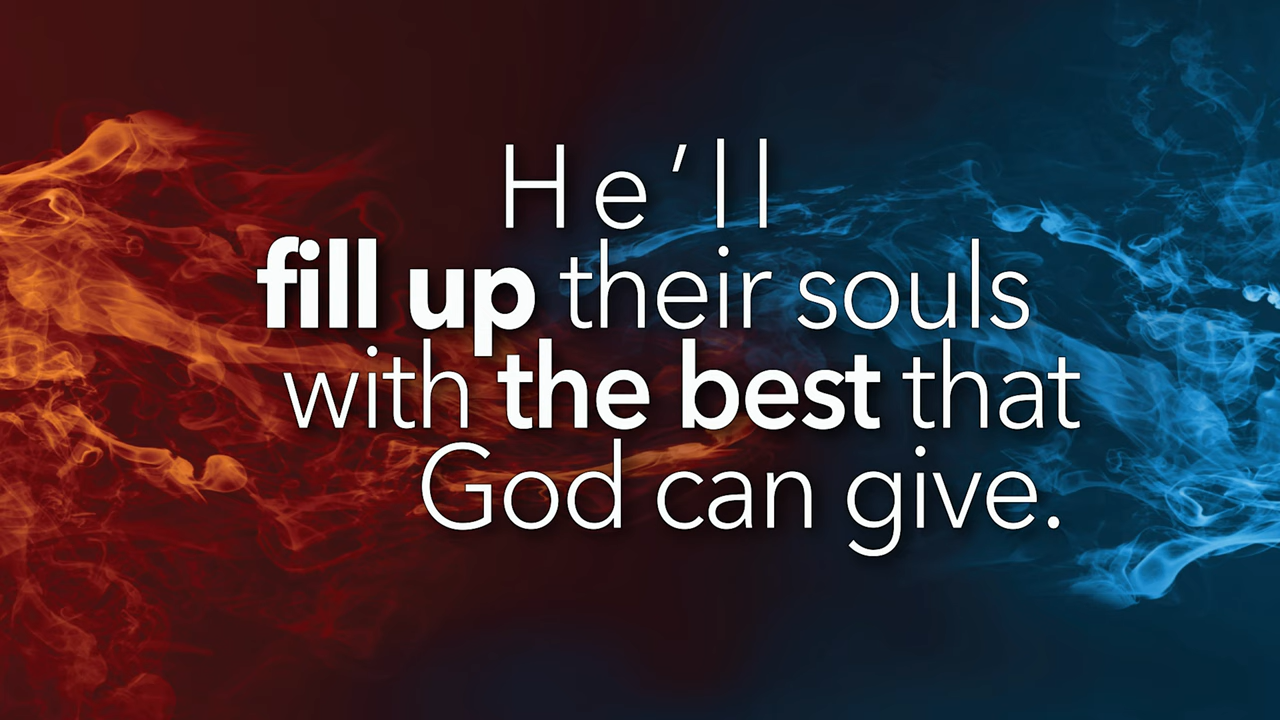 He'll
fill up their souls
with the best that
God can give.